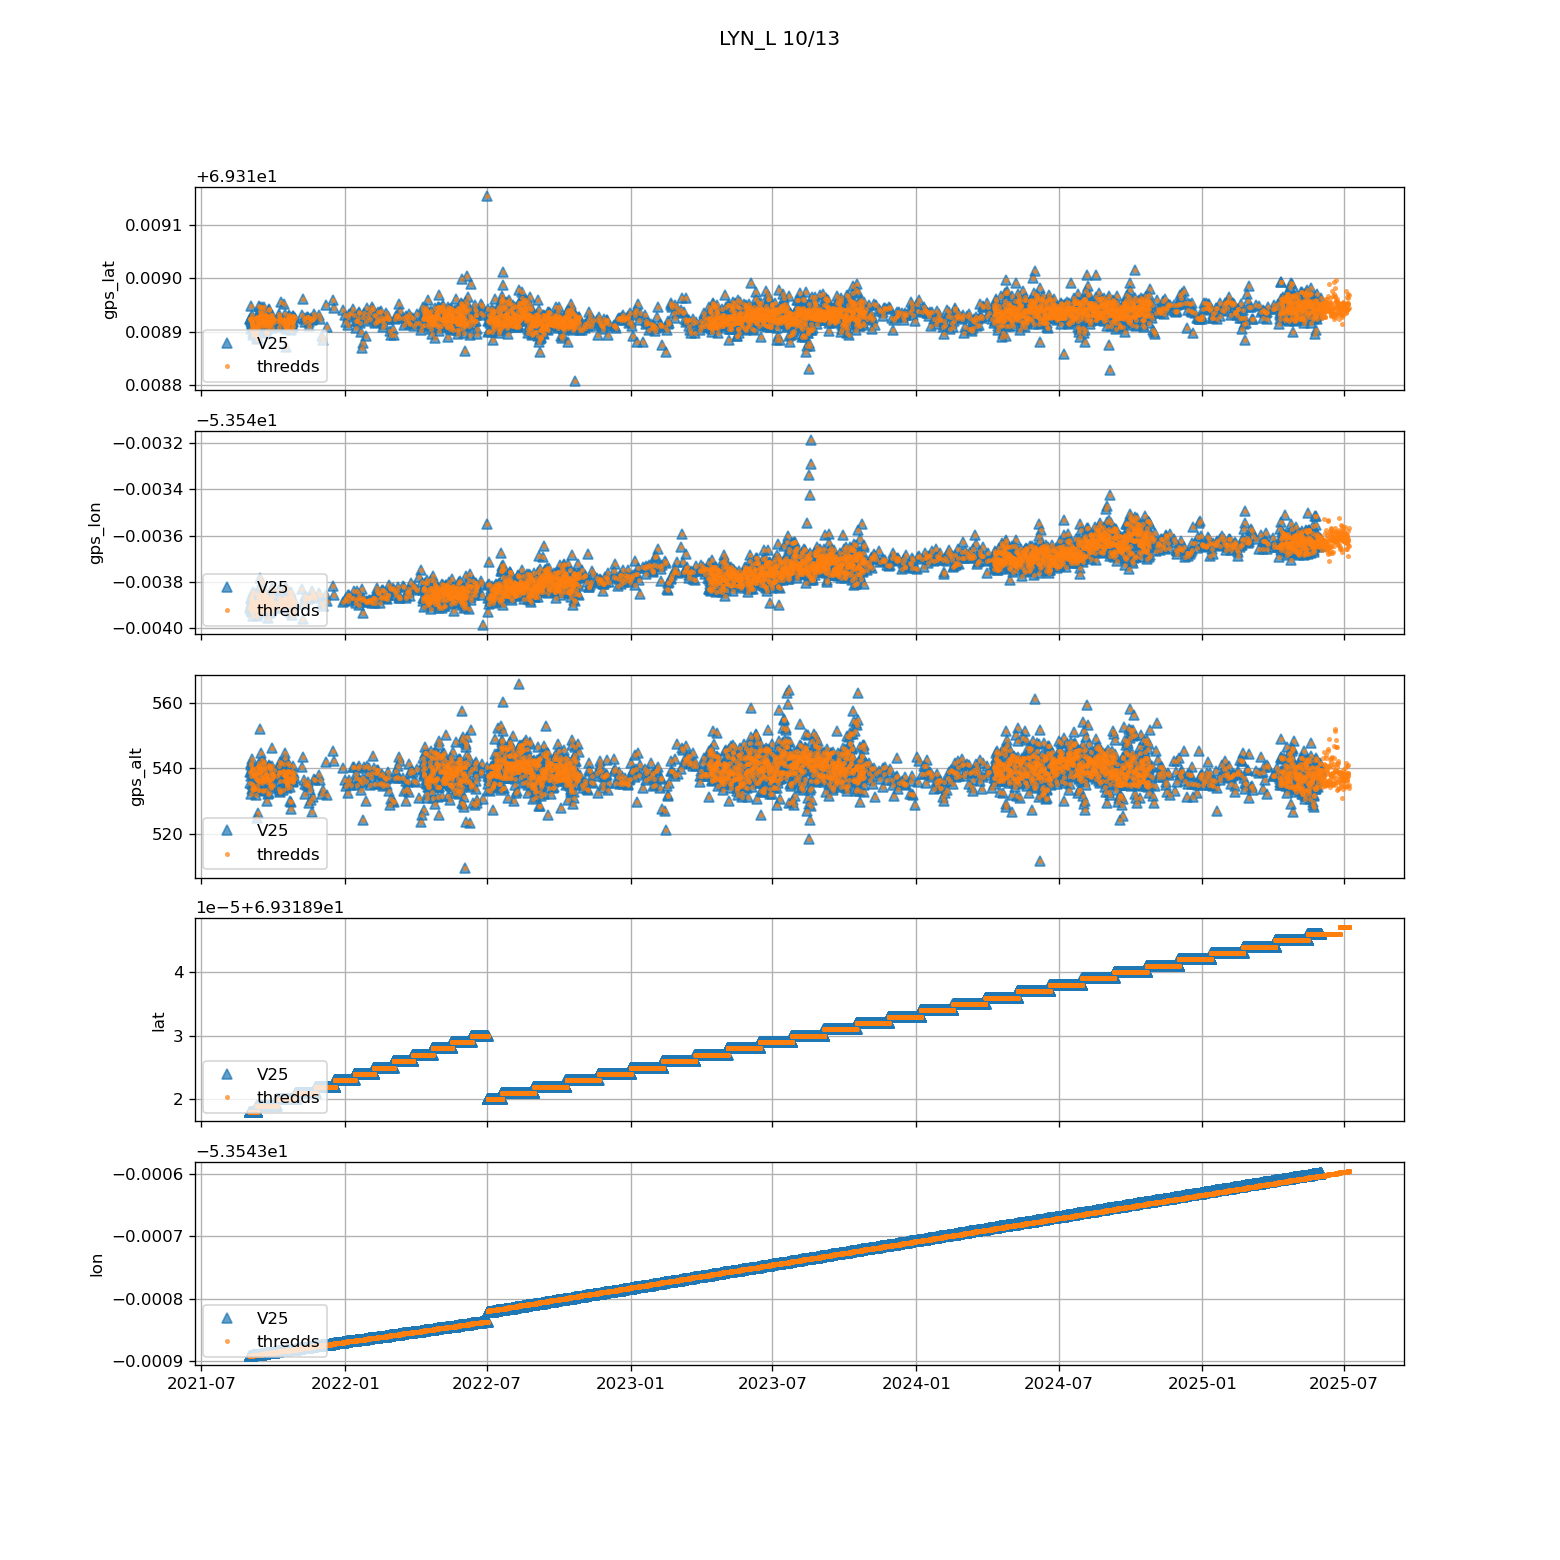 LYN_L 10/13
+6.931e1
0.0091
0.0090
0.0089
0.0088
gps_lat
V25
thredds
−5.354e1
−0.0032
−0.0034
−0.0036
−0.0038
−0.0040
gps_lon
V25
thredds
560
540
520
gps_alt
V25
thredds
1e−5+6.93189e1
4
3
2
lat
V25
thredds
−5.3543e1
−0.0006
−0.0007
−0.0008
−0.0009
lon
V25
thredds
2021-07 2022-01 2022-07 2023-01 2023-07 2024-01 2024-07 2025-01 2025-07